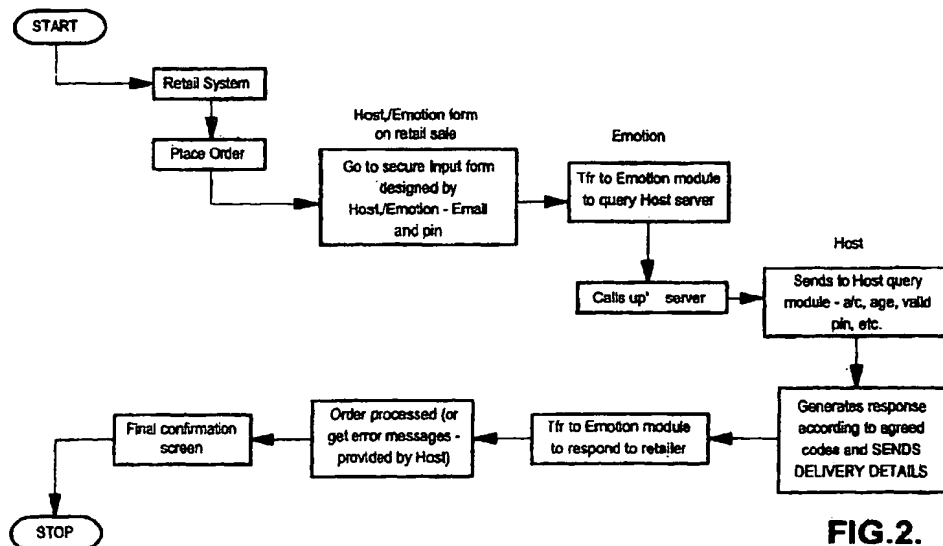 START
Retail System
Place Order
Host,/Emotion form
on retail sale
Go to secure Input form
designed by
Host,/Emotion - Email
and pin
Emotion
Tfr to Emotion module
to query Host server
Calls up' server
Host
Sends to Host query
module - a/c, age, valid
pin, etc.
Generates response
according to agreed
codes and SENDS
DELIVERY DETAILS
Tfr to Emotion module
to respond to retailer
Order processed (or
get error messages -
provided by Host)
Final confirmation
screen
STOP
FIG.2.